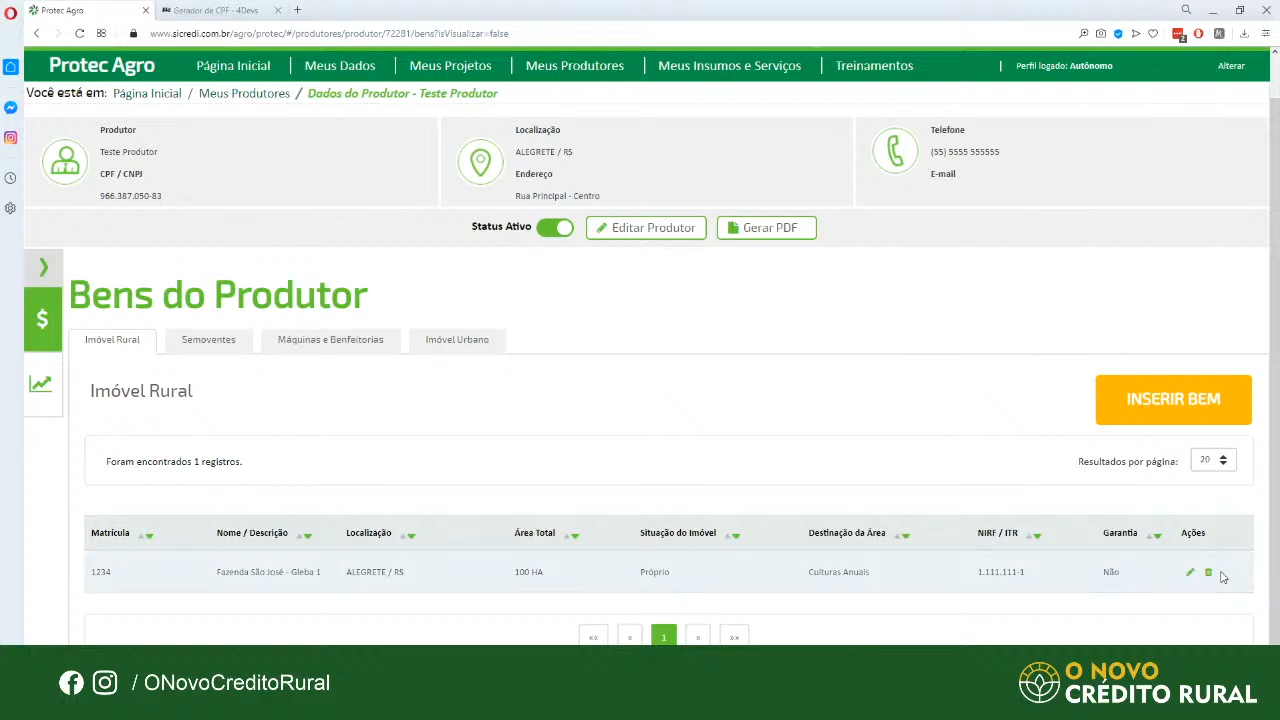 Protec Agro
Gerador de CPF - 4Devs
www.sicredi.com.br/agro/protec/#/produtores/produtor/72281/bens?isVisualizar=false
Protec Agro
Página Inicial
Meus Dados
Meus Projetos
Meus Produtores
Meus Insumos e Serviços
Treinamentos
Perfil logado: Autônomo
Alterar
Você está em: Página Inicial / Meus Produtores / Dados do Produtor - Teste Produtor
Produtor
Teste Produtor
CPF / CNPJ
966.387.050-83
Localização
ALEGRETE / RS
Endereço
Rua Principal - Centro
Telefone
(55) 5555 555555
E-mail
Status Ativo
Editar Produtor
Gerar PDF
Bens do Produtor
Imóvel Rural
Semoventes
Máquinas e Benfeitorias
Imóvel Urbano
Imóvel Rural
INSERIR BEM
Foram encontrados 1 registros.
Resultados por página: 20
Matrícula Nome / Descrição Localização Área Total Situação do Imóvel Destinação da Área NIRF / ITR Garantia Ações
1234 Fazenda São José - Gleba 1 ALEGRETE / RS 100 HA Próprio Culturas Anuais 1.111.111-1 Não
«« « 1 » »»
/ ONovoCreditoRural
O NOVO
CRÉDITO RURAL